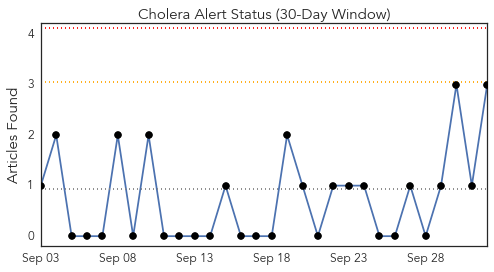 Cholera Alert Status (30-Day Window)
Articles Found
4
3
2
1
0
Sep 03 Sep 08 Sep 13 Sep 18 Sep 23 Sep 28